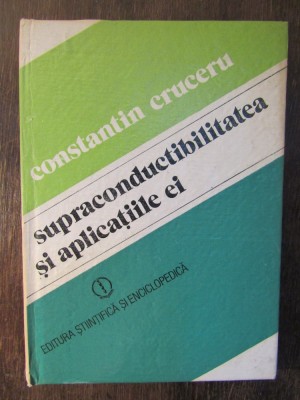 constantin cruceru
supraconductibilitatea
și aplicațiile ei
EDITURA ȘTIINȚIFICĂ ȘI ENCICLOPEDICĂ